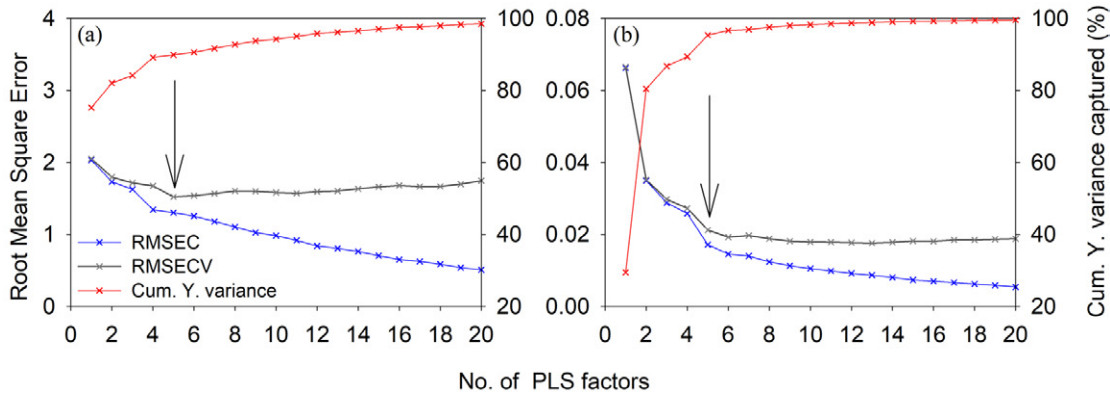 (a)
(b)
Root Mean Square Error
4
3
2
1
0
100
80
60
40
20
RMSEC
RMSECV
Cum. Y. variance
0 2 4 6 8 10 12 14 16 18 20
0.08
0.06
0.04
0.02
0.00
100
80
60
40
20
Cum. Y. variance captured (%)
0 2 4 6 8 10 12 14 16 18 20
No. of PLS factors